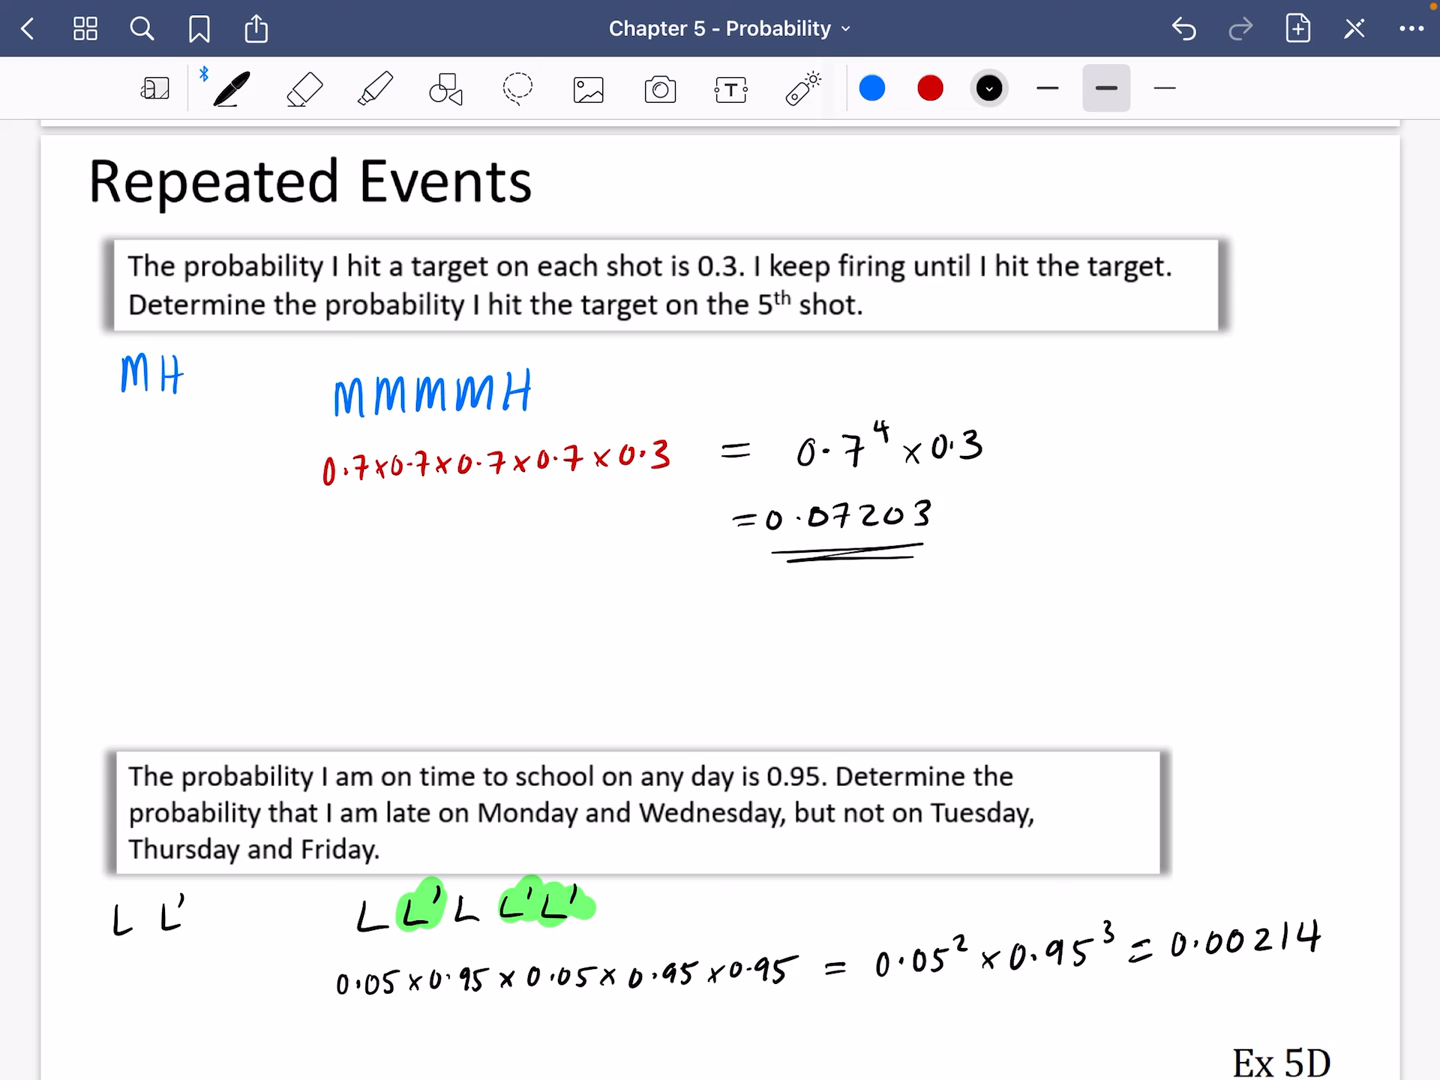 Chapter 5 - Probability
Repeated Events
The probability I hit a target on each shot is 0.3. I keep firing until I hit the target.
Determine the probability I hit the target on the 5th shot.
M H
M M M M H
0.7 x 0.7 x 0.7 x 0.7 x 0.3 = 0.7⁴ x 0.3
= 0.07203
The probability I am on time to school on any day is 0.95. Determine the
probability that I am late on Monday and Wednesday, but not on Tuesday,
Thursday and Friday.
L L' L L' L L' L'
0.05 x 0.95 x 0.05 x 0.95 x 0.95 = 0.05² x 0.95³ = 0.00214
Ex 5D